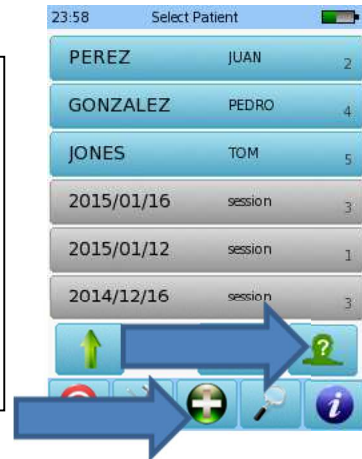 23:58 Select Patient
PEREZ JUAN 2
GONZALEZ PEDRO 4
JONES TOM 5
2015/01/16 session 3
2015/01/12 session 1
2014/12/16 session 3
?
i